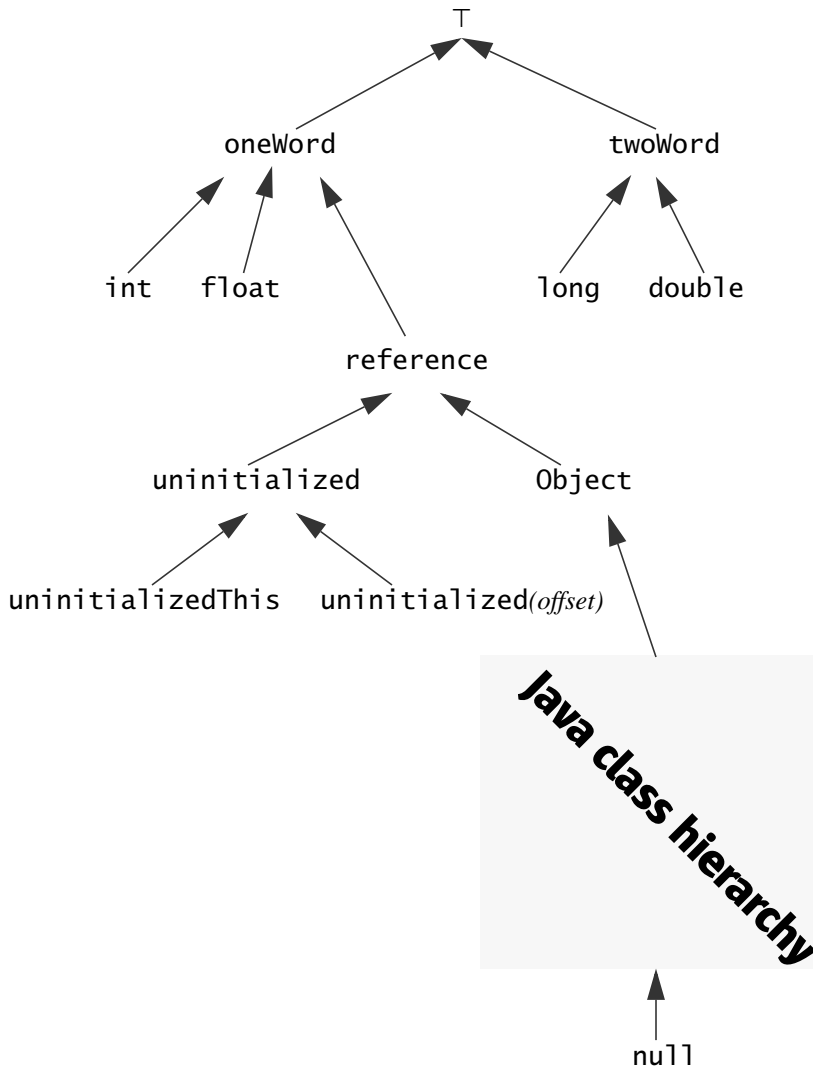 ⊤
oneWord twoWord
int float long double
reference
uninitialized Object
uninitializedThis uninitialized(offset)
Java class hierarchy
null